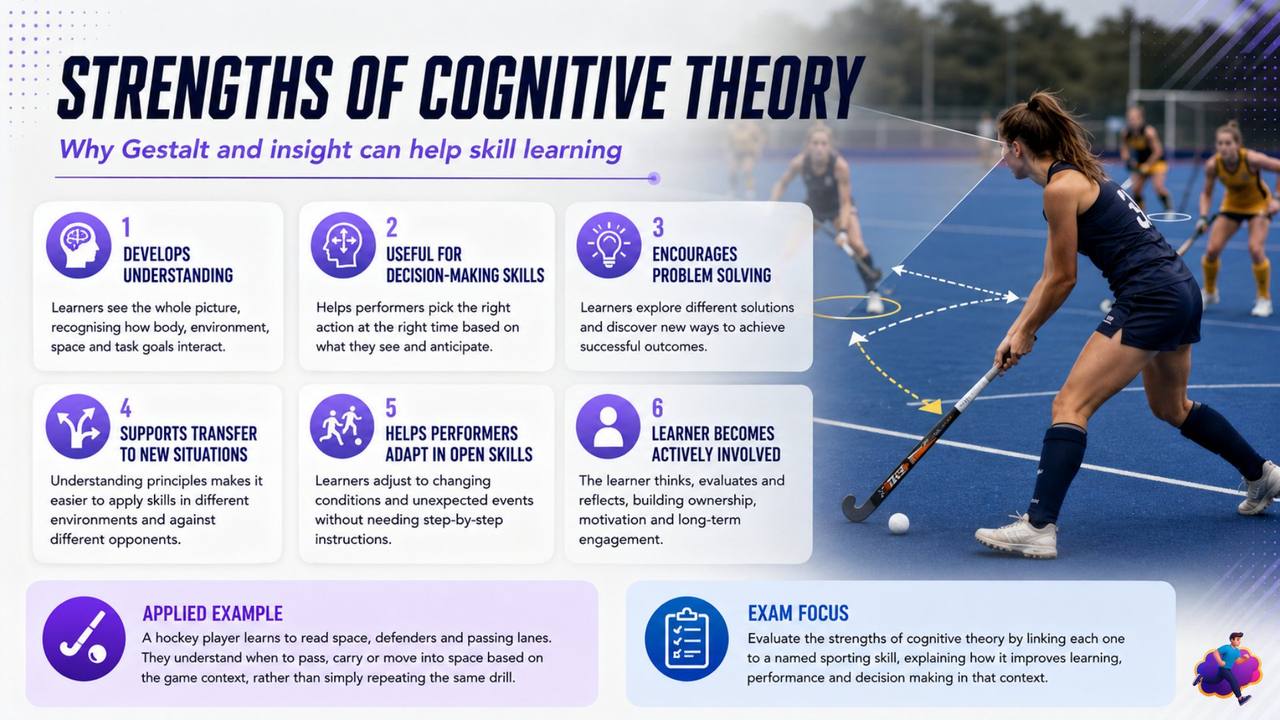 STRENGTHS OF COGNITIVE THEORY
Why Gestalt and insight can help skill learning
1
DEVELOPS
UNDERSTANDING
Learners see the whole picture,
recognising how body, environment,
space and task goals interact.
2
USEFUL FOR
DECISION-MAKING SKILLS
Helps performers pick the right
action at the right time based on
what they see and anticipate.
3
ENCOURAGES
PROBLEM SOLVING
Learners explore different solutions
and discover new ways to achieve
successful outcomes.
4
SUPPORTS TRANSFER
TO NEW SITUATIONS
Understanding principles makes it
easier to apply skills in different
environments and against
different opponents.
5
HELPS PERFORMERS
ADAPT IN OPEN SKILLS
Learners adjust to changing
conditions and unexpected events
without needing step-by-step
instructions.
6
LEARNER BECOMES
ACTIVELY INVOLVED
The learner thinks, evaluates and
reflects, building ownership,
motivation and long-term
engagement.
APPLIED EXAMPLE
A hockey player learns to read space, defenders and passing lanes.
They understand when to pass, carry or move into space based on
the game context, rather than simply repeating the same drill.
EXAM FOCUS
Evaluate the strengths of cognitive theory by linking each one
to a named sporting skill, explaining how it improves learning,
performance and decision making in that context.